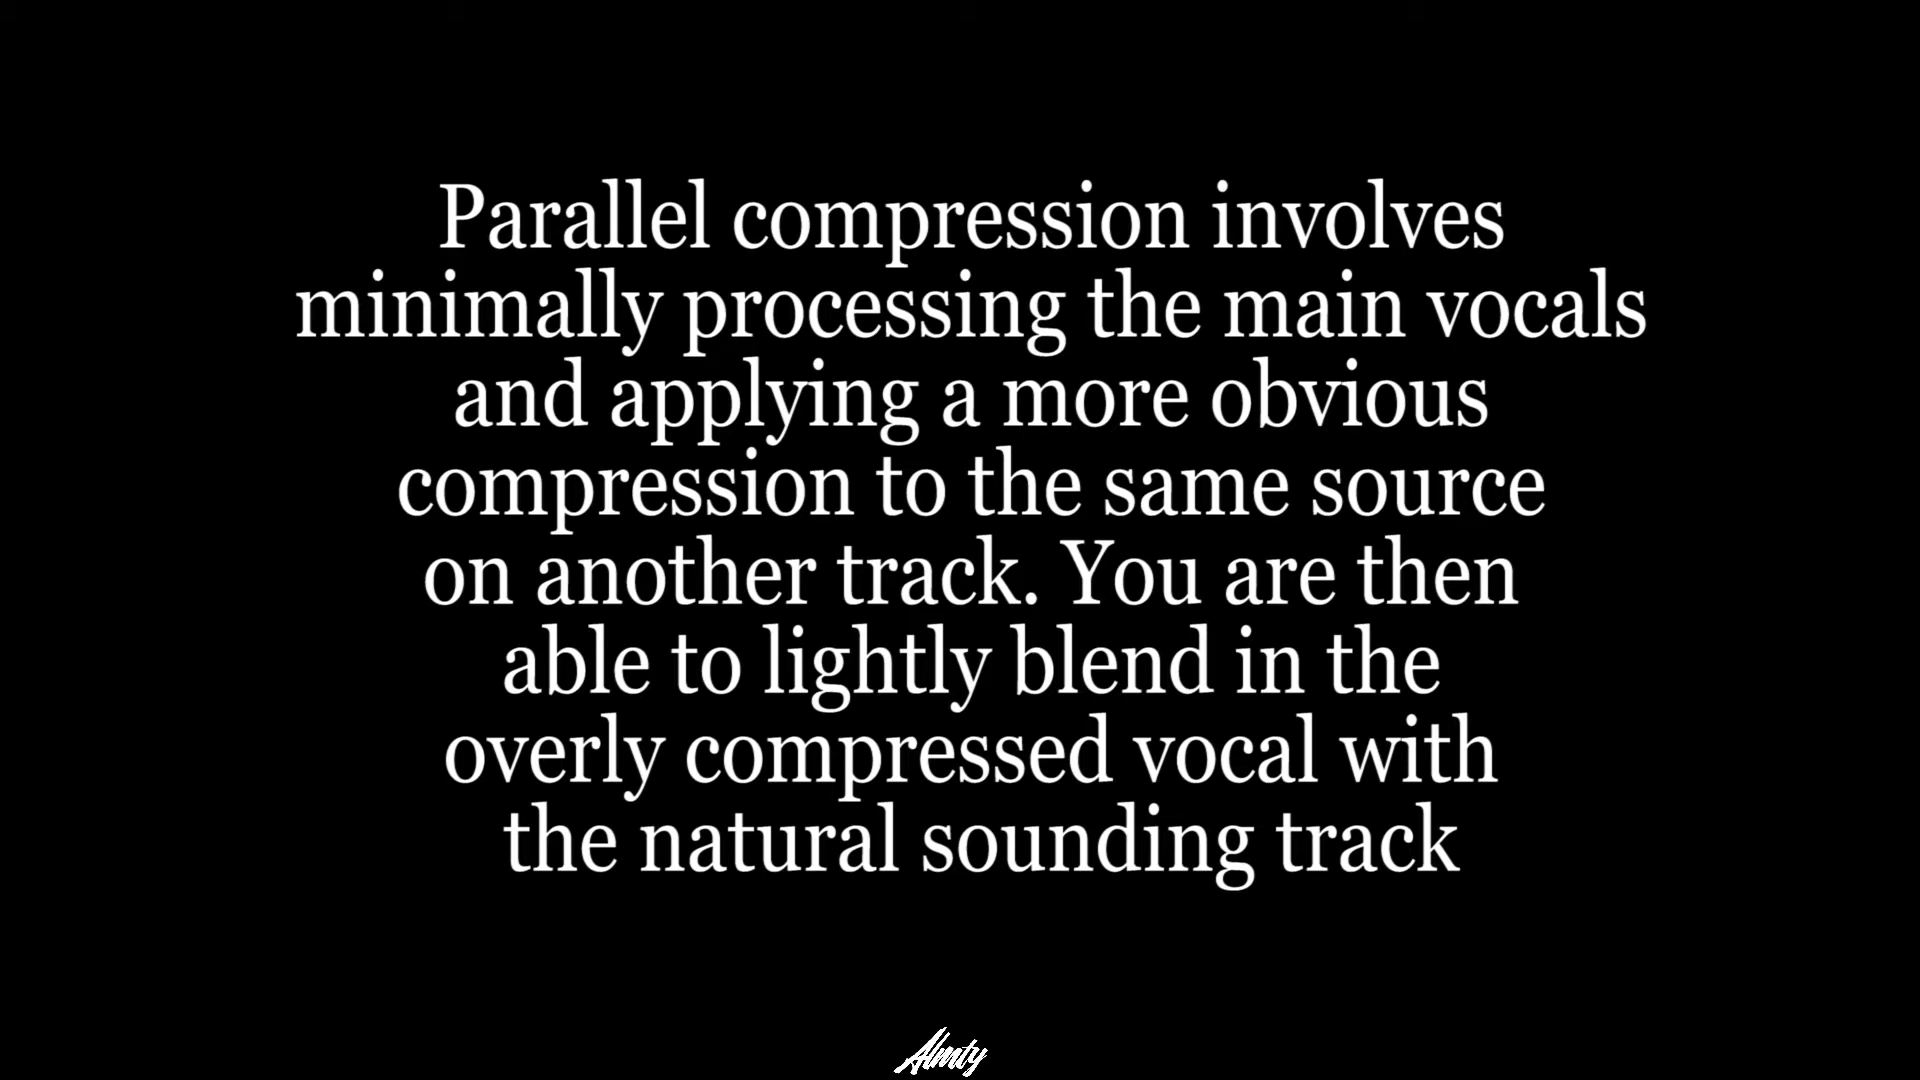 Parallel compression involves
minimally processing the main vocals
and applying a more obvious
compression to the same source
on another track. You are then
able to lightly blend in the
overly compressed vocal with
the natural sounding track
Almty